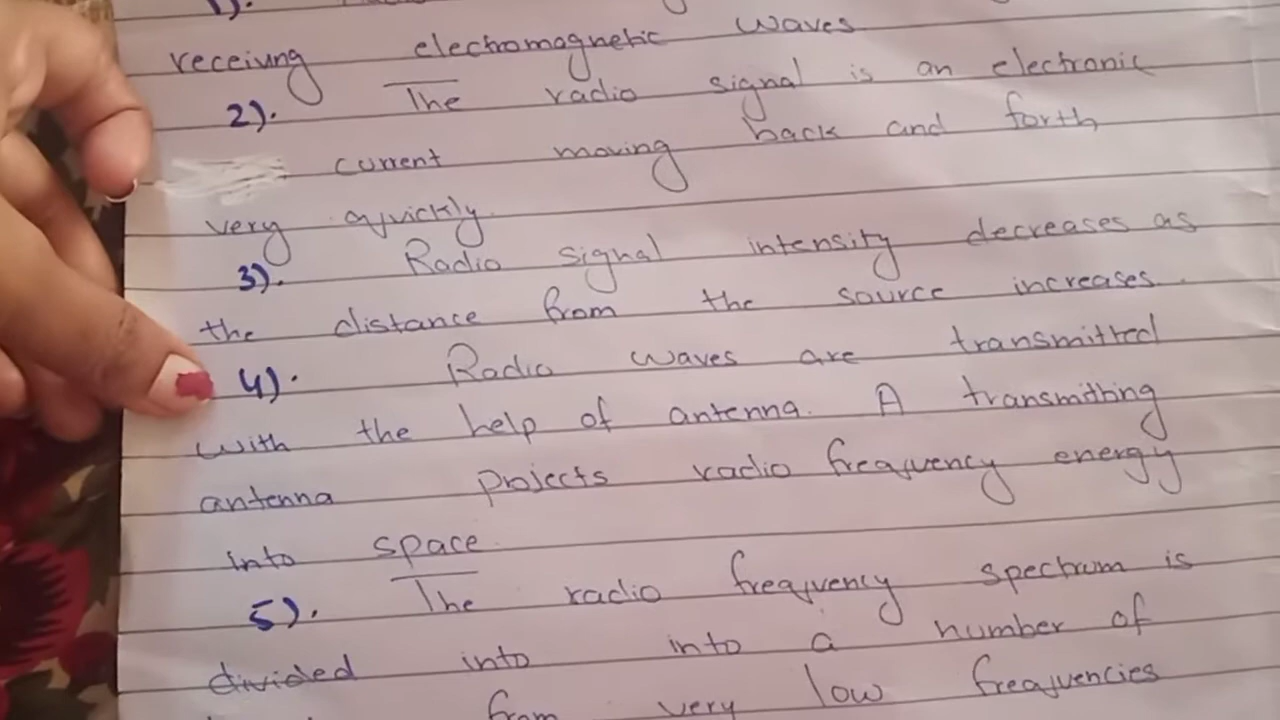 1).
receiving electromagnetic waves
2). The radio signal is an electronic
current moving back and forth
very quickly.
3). Radio signal intensity decreases as
the distance from the source increases.
4). Radio waves are transmitted
with the help of antenna. A transmitting
antenna projects radio frequency energy
into space.
5). The radio frequency spectrum is
divided into into a number of
from very low frequencies